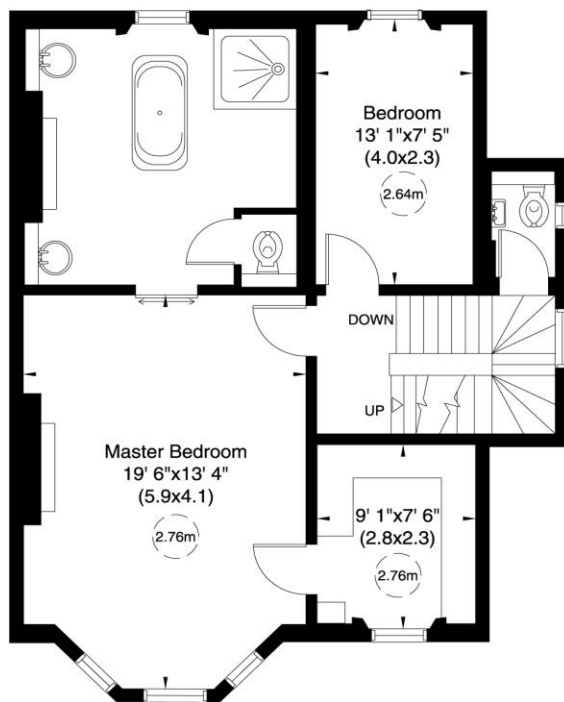 Bedroom
13' 1"x7' 5"
(4.0x2.3)
2.64m
DOWN
UP
Master Bedroom
19' 6"x13' 4"
(5.9x4.1)
2.76m
9' 1"x7' 6"
(2.8x2.3)
2.76m